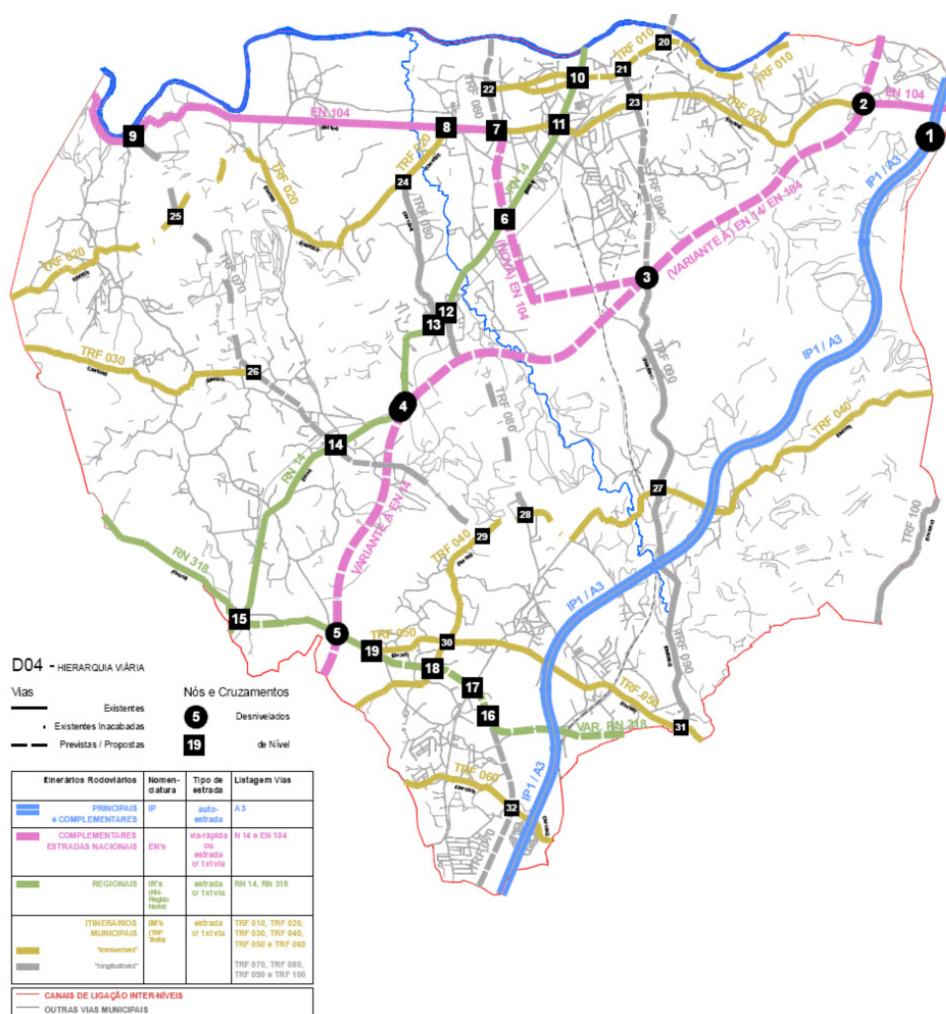 20
TRF 010
21
10
TRF 010
22
TRF 080
23
2
EN 104
EN 104
9
8
7
11
TRF 020
1
IP1 / A3
TRF 020
TRF 020
24
RN 14
TRF 090
25
6
TRF 080
(VARIANTE À) EN 14/ EN 104
(NOVA) EN 104
TRF 020
TRF 070
3
12
13
TRF 030
IP1 / A3
26
TRF 090
4
TRF 080
TRF 040
14
RN 14
27
VARIANTE À EN 14
28
TRF 100
29
TRF 040
RN 318
IP1 / A3
15
5
TRF 050
30
19
TRF 090
18
17
TRF 050
16
VAR. RN 318
31
TRF 060
IP1 / A3
32
TRF 070
D04 - HIERARQUIA VIÁRIA
Vias
Existentes
Existentes Inacabadas
Previstas / Propostas
Nós e Cruzamentos
5 Desnivelados
19 de Nível
Itinerários Rodoviários Nomen-clatura Tipo de estrada Listagem Vias
PRINCIPAIS e COMPLEMENTARES IP auto-estrada A 3
COMPLEMENTARES ESTRADAS NACIONAIS EN's via-rápida ou estrada c/ 1x1via N 14 e EN 104
REGIONAIS IR's estrada c/ 1x1via RN 14, RN 318
ITINERÁRIOS MUNICIPAIS IM's estrada c/ 1x1via TRF 010, TRF 020, TRF 030, TRF 040, TRF 050 e TRF 060
"transversais"
"longitudinais" TRF 070, TRF 080, TRF 090 e TRF 100
CANAIS DE LIGAÇÃO INTER-NÍVEIS
OUTRAS VIAS MUNICIPAIS